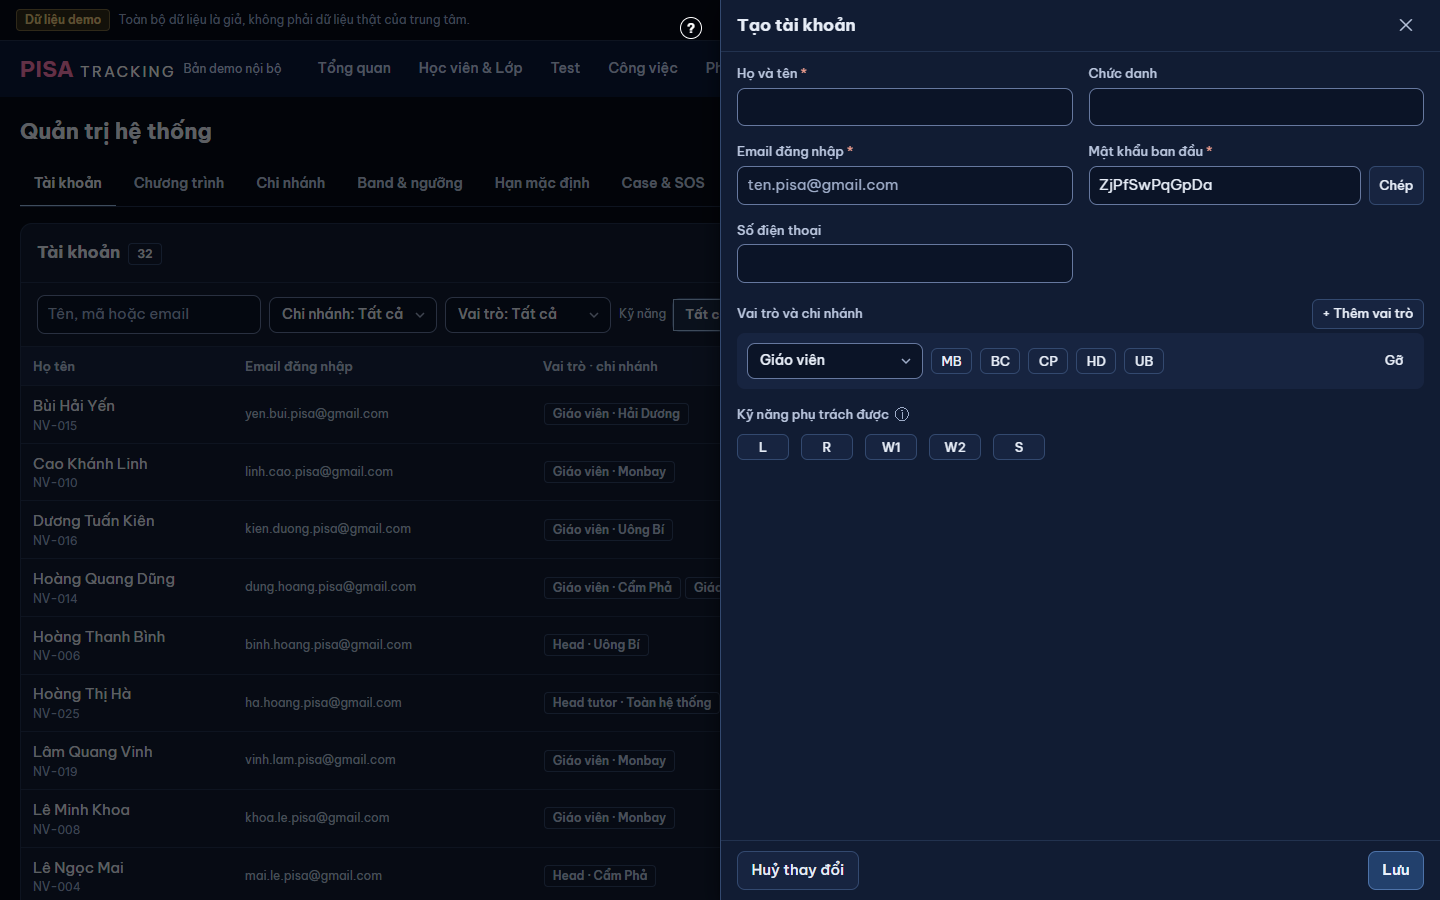 Dữ liệu demo Toàn bộ dữ liệu là giả, không phải dữ liệu thật của trung tâm.
?
PISA TRACKING Bản demo nội bộ Tổng quan Học viên & Lớp Test Công việc
Quản trị hệ thống
Tài khoản Chương trình Chi nhánh Band & ngưỡng Hạn mặc định Case & SOS
Tài khoản 32
Tên, mã hoặc email Chi nhánh: Tất cả Vai trò: Tất cả Kỹ năng Tất c
Họ tên Email đăng nhập Vai trò · chi nhánh
Bùi Hải Yến yen.bui.pisa@gmail.com Giáo viên · Hải Dương
NV-015
Cao Khánh Linh linh.cao.pisa@gmail.com Giáo viên · Monbay
NV-010
Dương Tuấn Kiên kien.duong.pisa@gmail.com Giáo viên · Uông Bí
NV-016
Hoàng Quang Dũng dung.hoang.pisa@gmail.com Giáo viên · Cẩm Phả Giáo
NV-014
Hoàng Thanh Bình binh.hoang.pisa@gmail.com Head · Uông Bí
NV-006
Hoàng Thị Hà ha.hoang.pisa@gmail.com Head tutor · Toàn hệ thống
NV-025
Lâm Quang Vinh vinh.lam.pisa@gmail.com Giáo viên · Monbay
NV-019
Lê Minh Khoa khoa.le.pisa@gmail.com Giáo viên · Monbay
NV-008
Lê Ngọc Mai mai.le.pisa@gmail.com Head · Cẩm Phả
NV-004
Tạo tài khoản
Họ và tên * Chức danh
Email đăng nhập * Mật khẩu ban đầu *
ten.pisa@gmail.com ZjPfSwPqGpDa Chép
Số điện thoại
Vai trò và chi nhánh + Thêm vai trò
Giáo viên MB BC CP HD UB Gỡ
Kỹ năng phụ trách được
L R W1 W2 S
Huỷ thay đổi Lưu